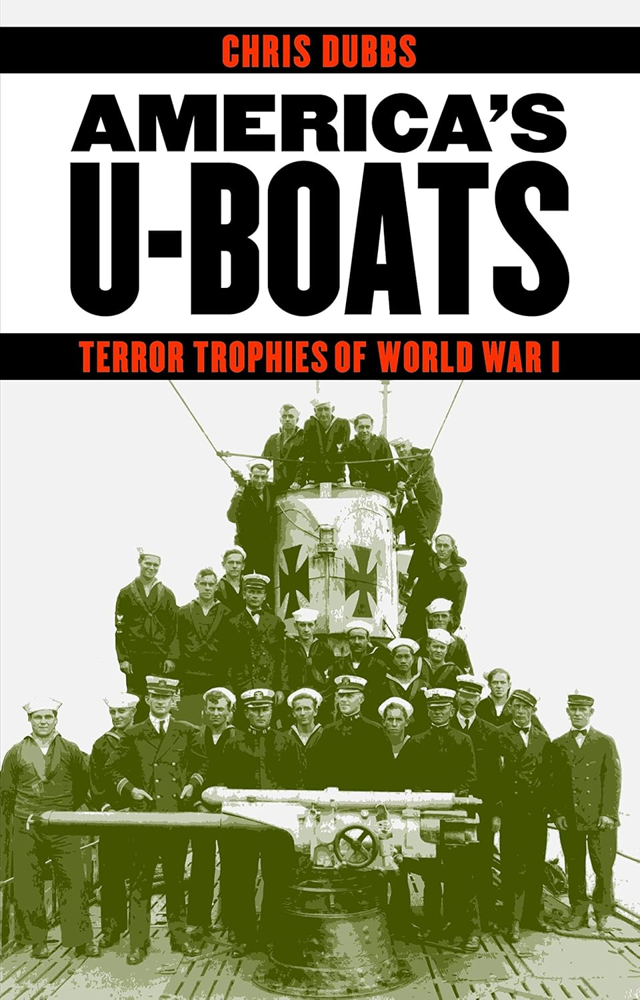 CHRIS DUBBS
AMERICA'S
U-BOATS
TERROR TROPHIES OF WORLD WAR I